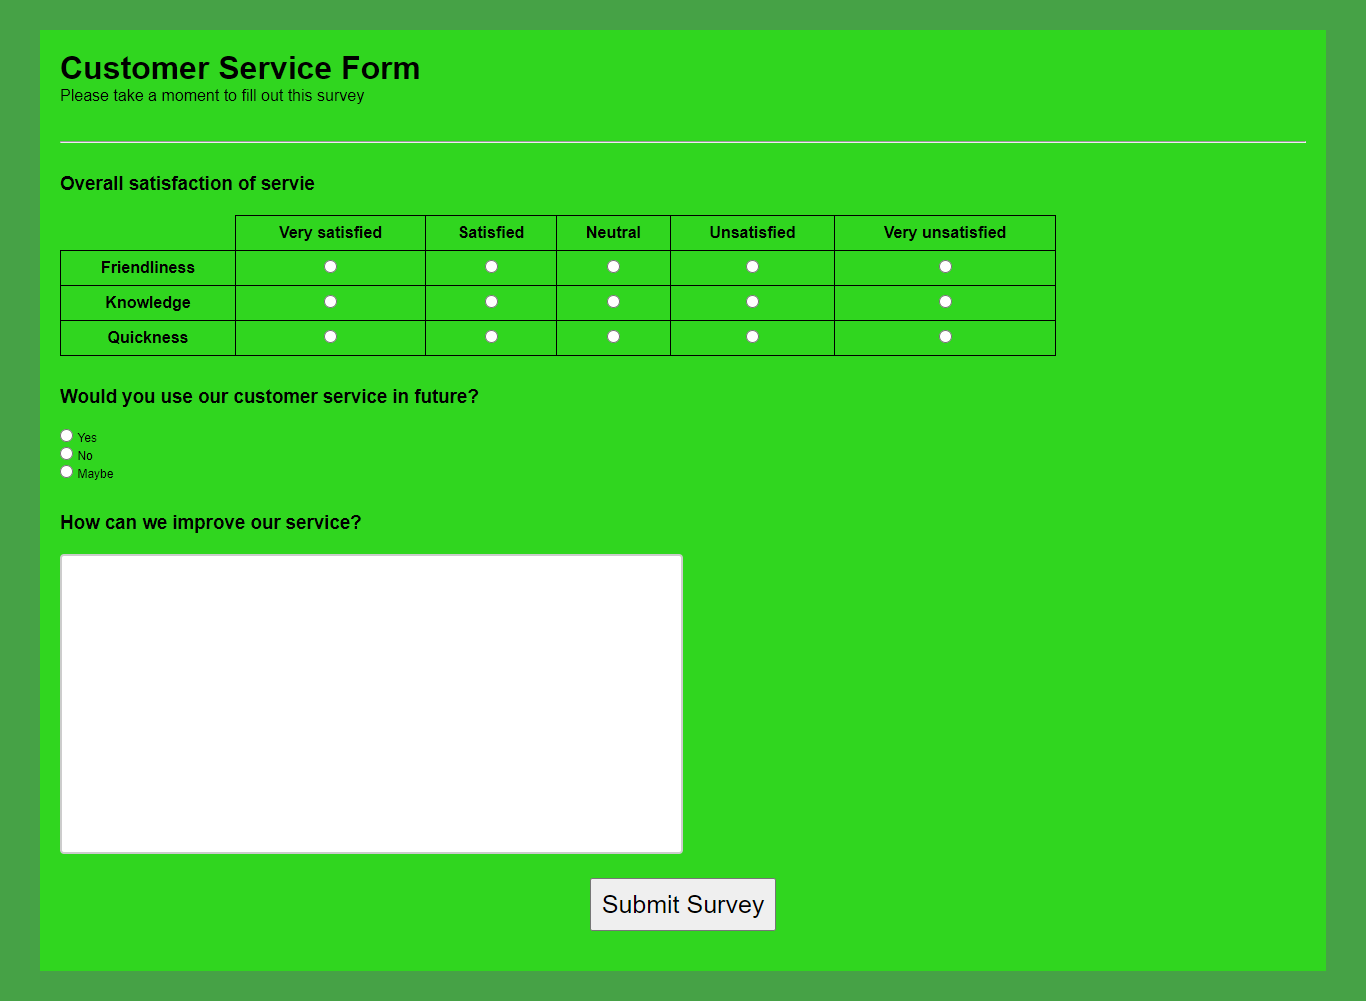 Customer Service Form
Please take a moment to fill out this survey
Overall satisfaction of servie
Very satisfied Satisfied Neutral Unsatisfied Very unsatisfied
Friendliness
Knowledge
Quickness
Would you use our customer service in future?
Yes
No
Maybe
How can we improve our service?
Submit Survey